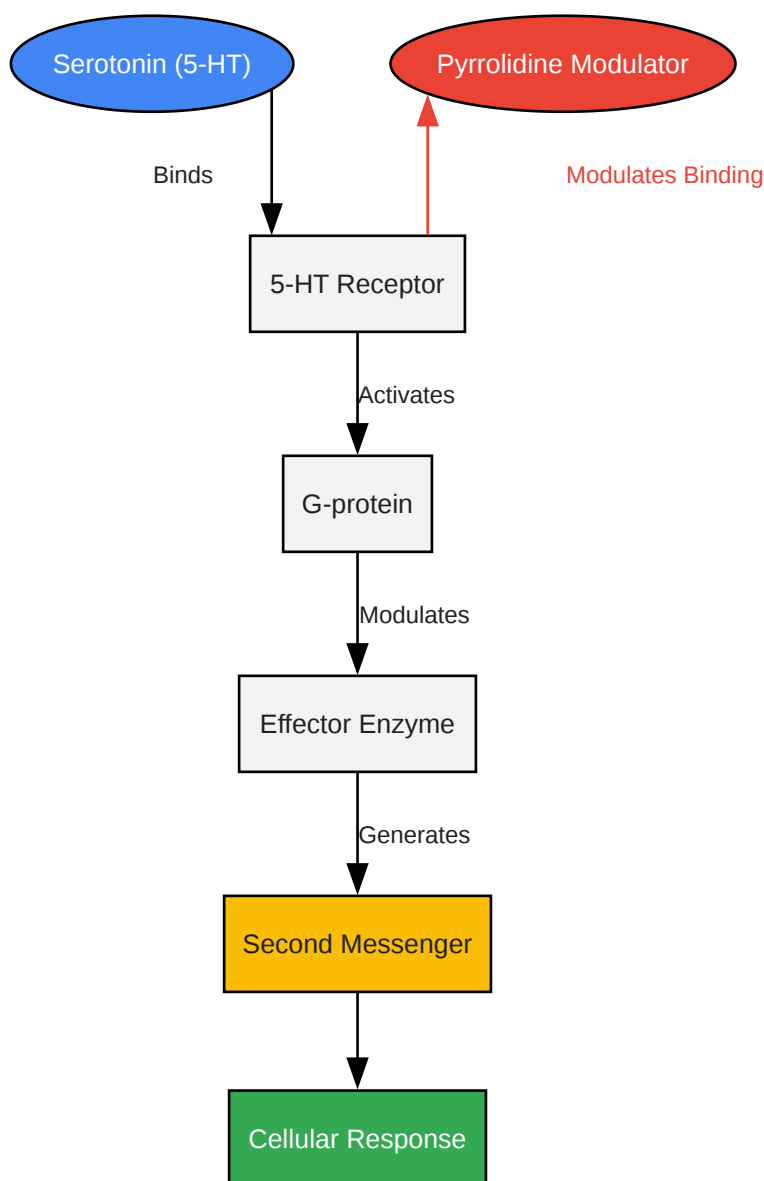 Serotonin (5-HT)
Pyrrolidine Modulator
Binds
Modulates Binding
5-HT Receptor
Activates
G-protein
Modulates
Effector Enzyme
Generates
Second Messenger
Cellular Response